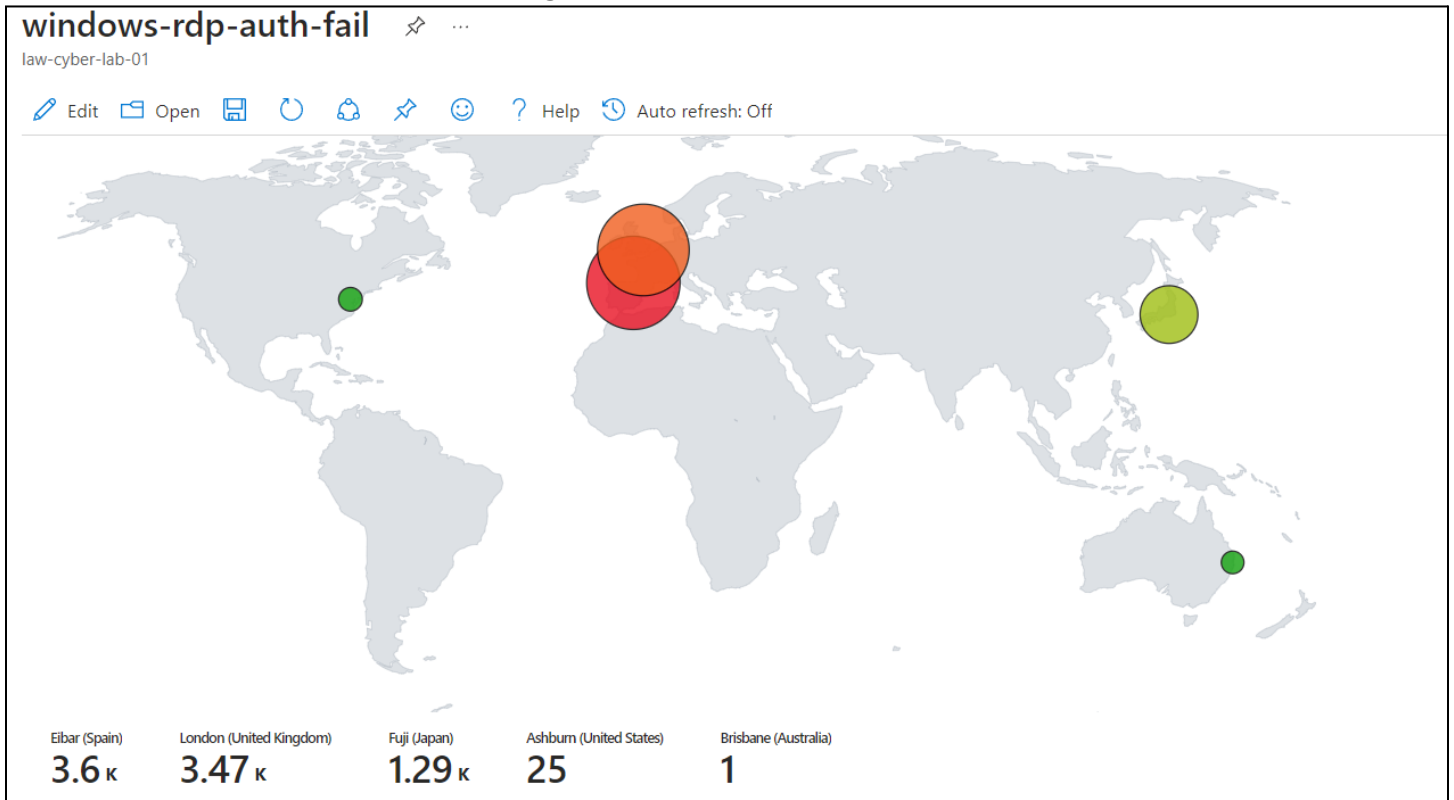 windows-rdp-auth-fail
law-cyber-lab-01
Edit Open Help Auto refresh: Off
Eibar (Spain) London (United Kingdom) Fuji (Japan) Ashburn (United States) Brisbane (Australia)
3.6 K 3.47 K 1.29 K 25 1